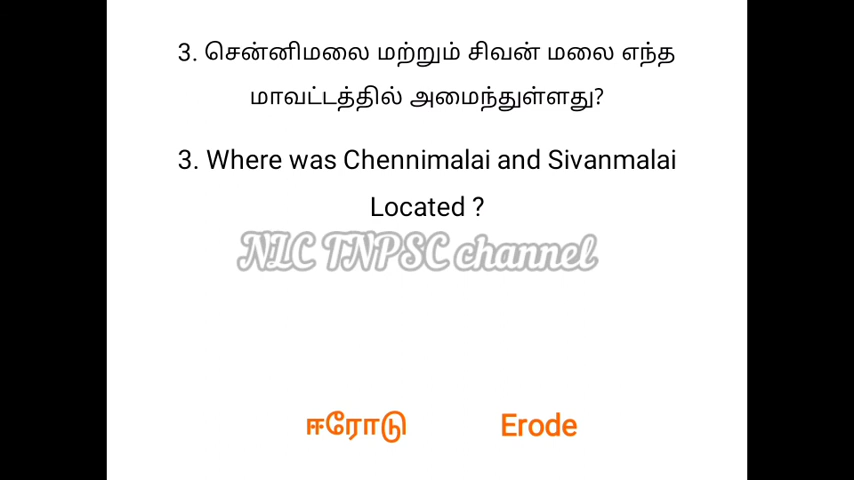 3. சென்னிமலை மற்றும் சிவன் மலை எந்த
மாவட்டத்தில் அமைந்துள்ளது?
3. Where was Chennimalai and Sivanmalai
Located ?
NLC TNPSC channel
ஈரோடு Erode